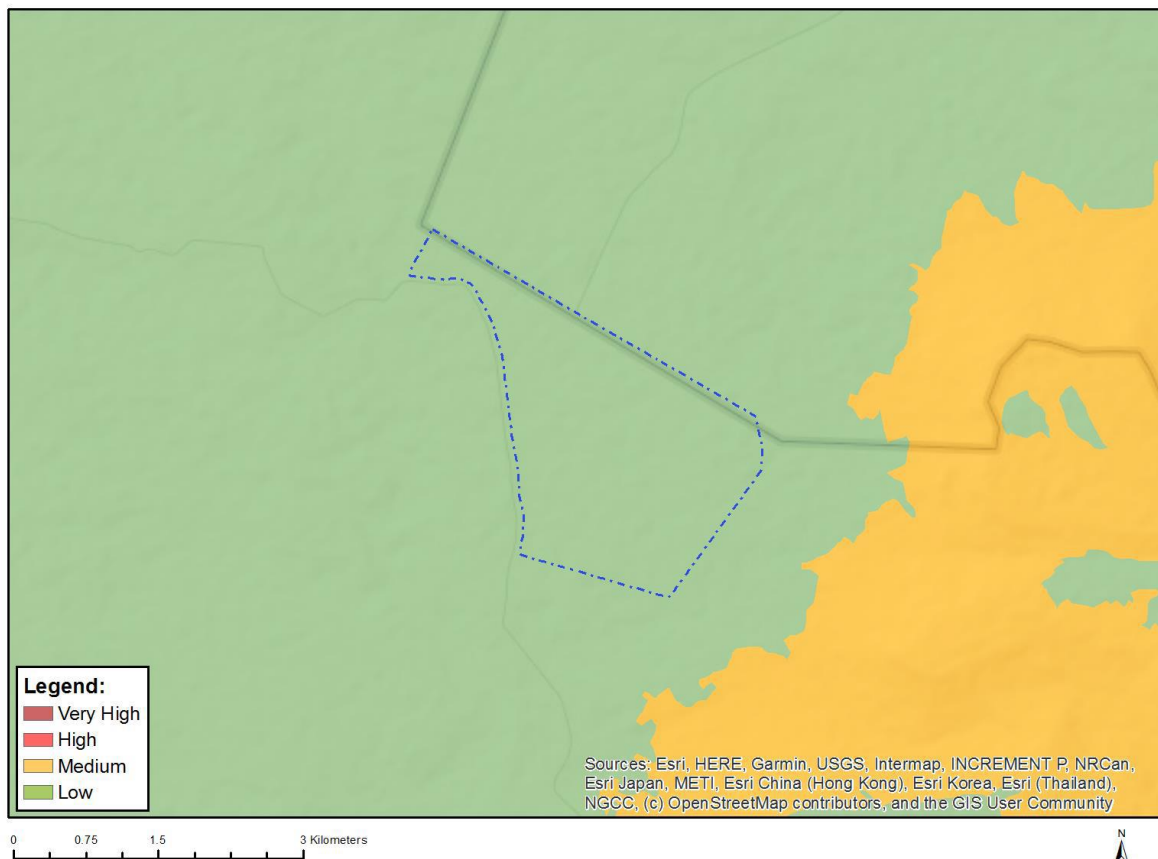 Legend:
Very High
High
Medium
Low
Sources: Esri, HERE, Garmin, USGS, Intermap, INCREMENT P, NRCan,
Esri Japan, METI, Esri China (Hong Kong), Esri Korea, Esri (Thailand),
NGCC, (c) OpenStreetMap contributors, and the GIS User Community
0 0.75 1.5 3 Kilometers
N